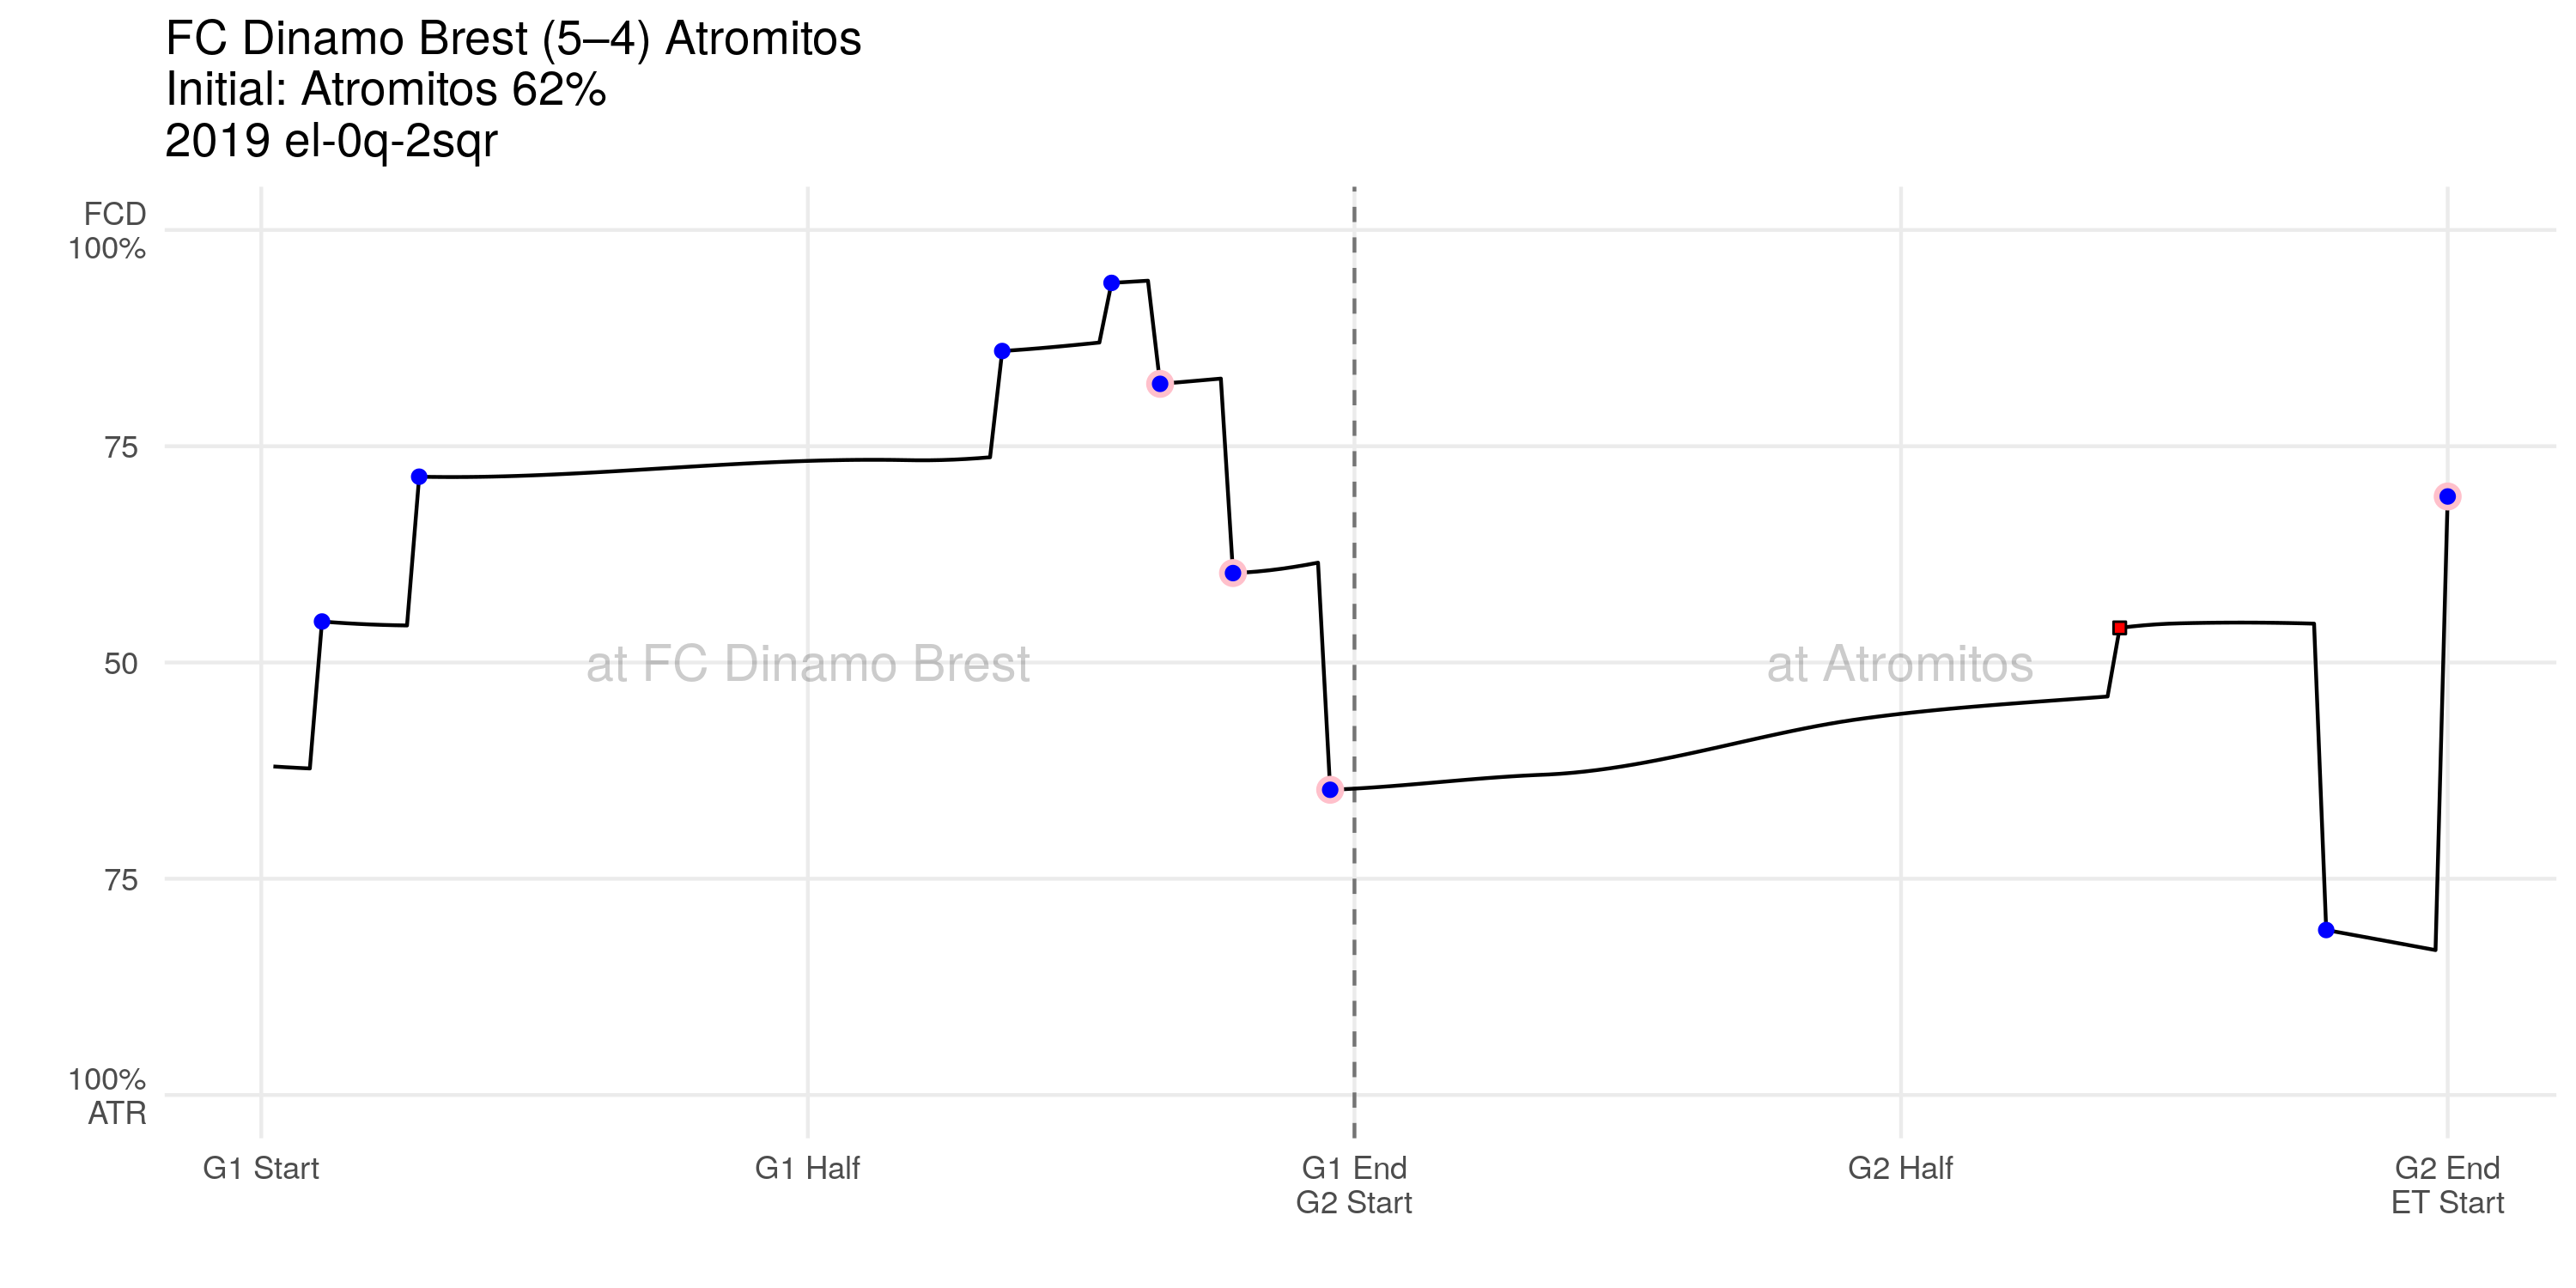 FC Dinamo Brest (5–4) Atromitos
Initial: Atromitos 62%
2019 el-0q-2sqr
FCD
100%
75
50
75
100%
ATR
at FC Dinamo Brest
at Atromitos
G1 Start
G1 Half
G1 End
G2 Start
G2 Half
G2 End
ET Start